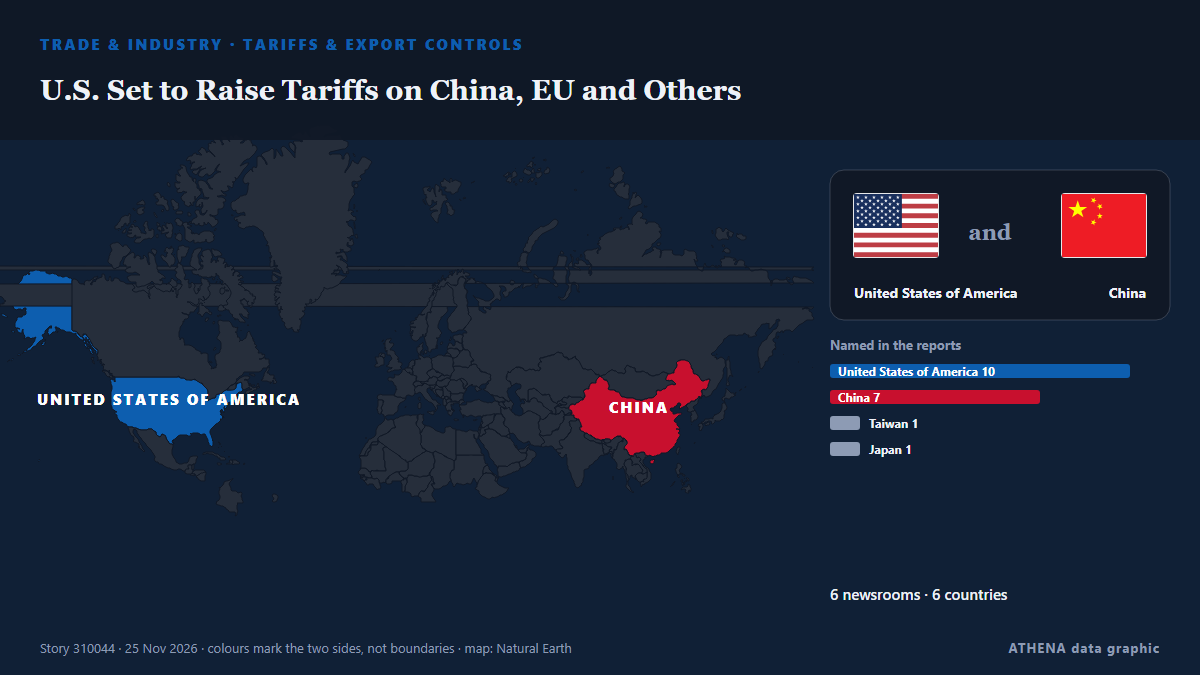 TRADE & INDUSTRY · TARIFFS & EXPORT CONTROLS
U.S. Set to Raise Tariffs on China, EU and Others
UNITED STATES OF AMERICA
CHINA
and
United States of America
China
Named in the reports
United States of America 10
China 7
Taiwan 1
Japan 1
6 newsrooms · 6 countries
Story 310044 · 25 Nov 2026 · colours mark the two sides, not boundaries · map: Natural Earth
ATHENA data graphic